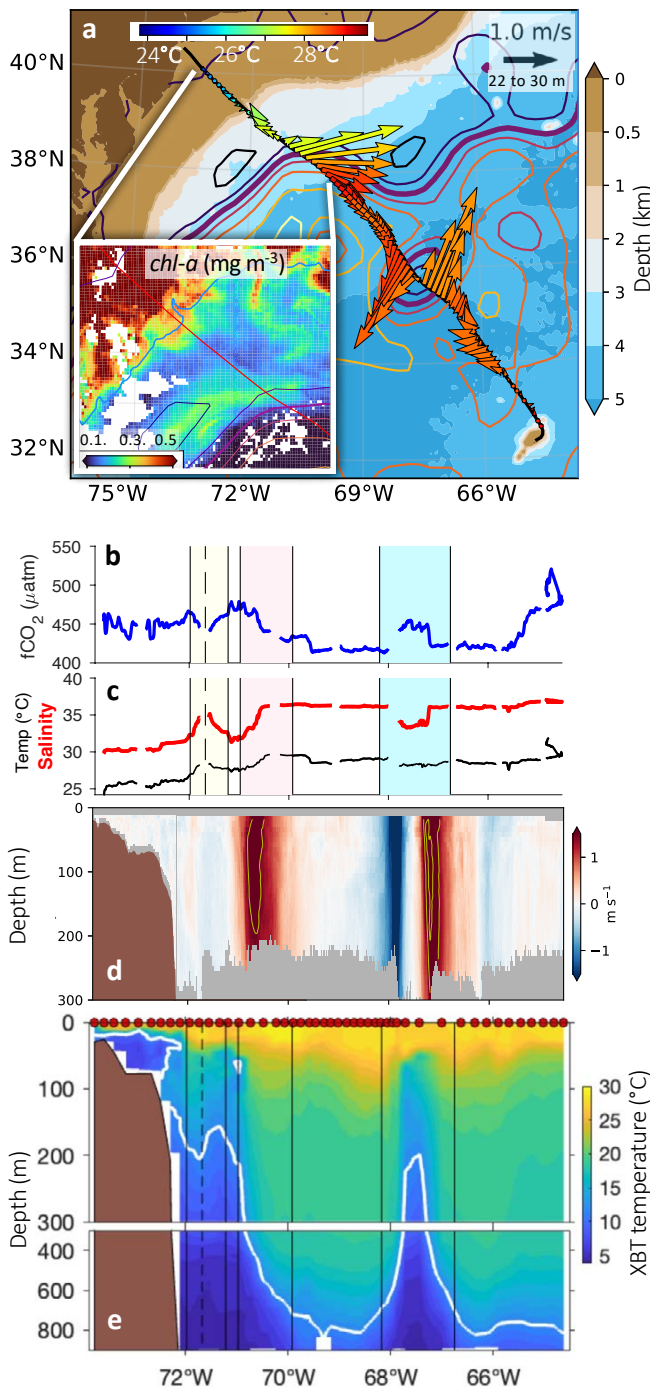 a
24°C 26°C 28°C
1.0 m/s
22 to 30 m
40°N
38°N
36°N
34°N
32°N
75°W 72°W 69°W 66°W
chl-a (mg m-3)
0.1. 0.3. 0.5
0
0.5
1
2
3
4
5
Depth (km)
b
fCO2 (μatm)
550
500
450
400
c
Temp (°C)
Salinity
40
35
30
25
d
Depth (m)
0
100
200
300
1
0
−1
m s-1
e
Depth (m)
0
100
200
300
400
600
800
72°W 70°W 68°W 66°W
30
25
20
15
10
5
XBT temperature (°C)